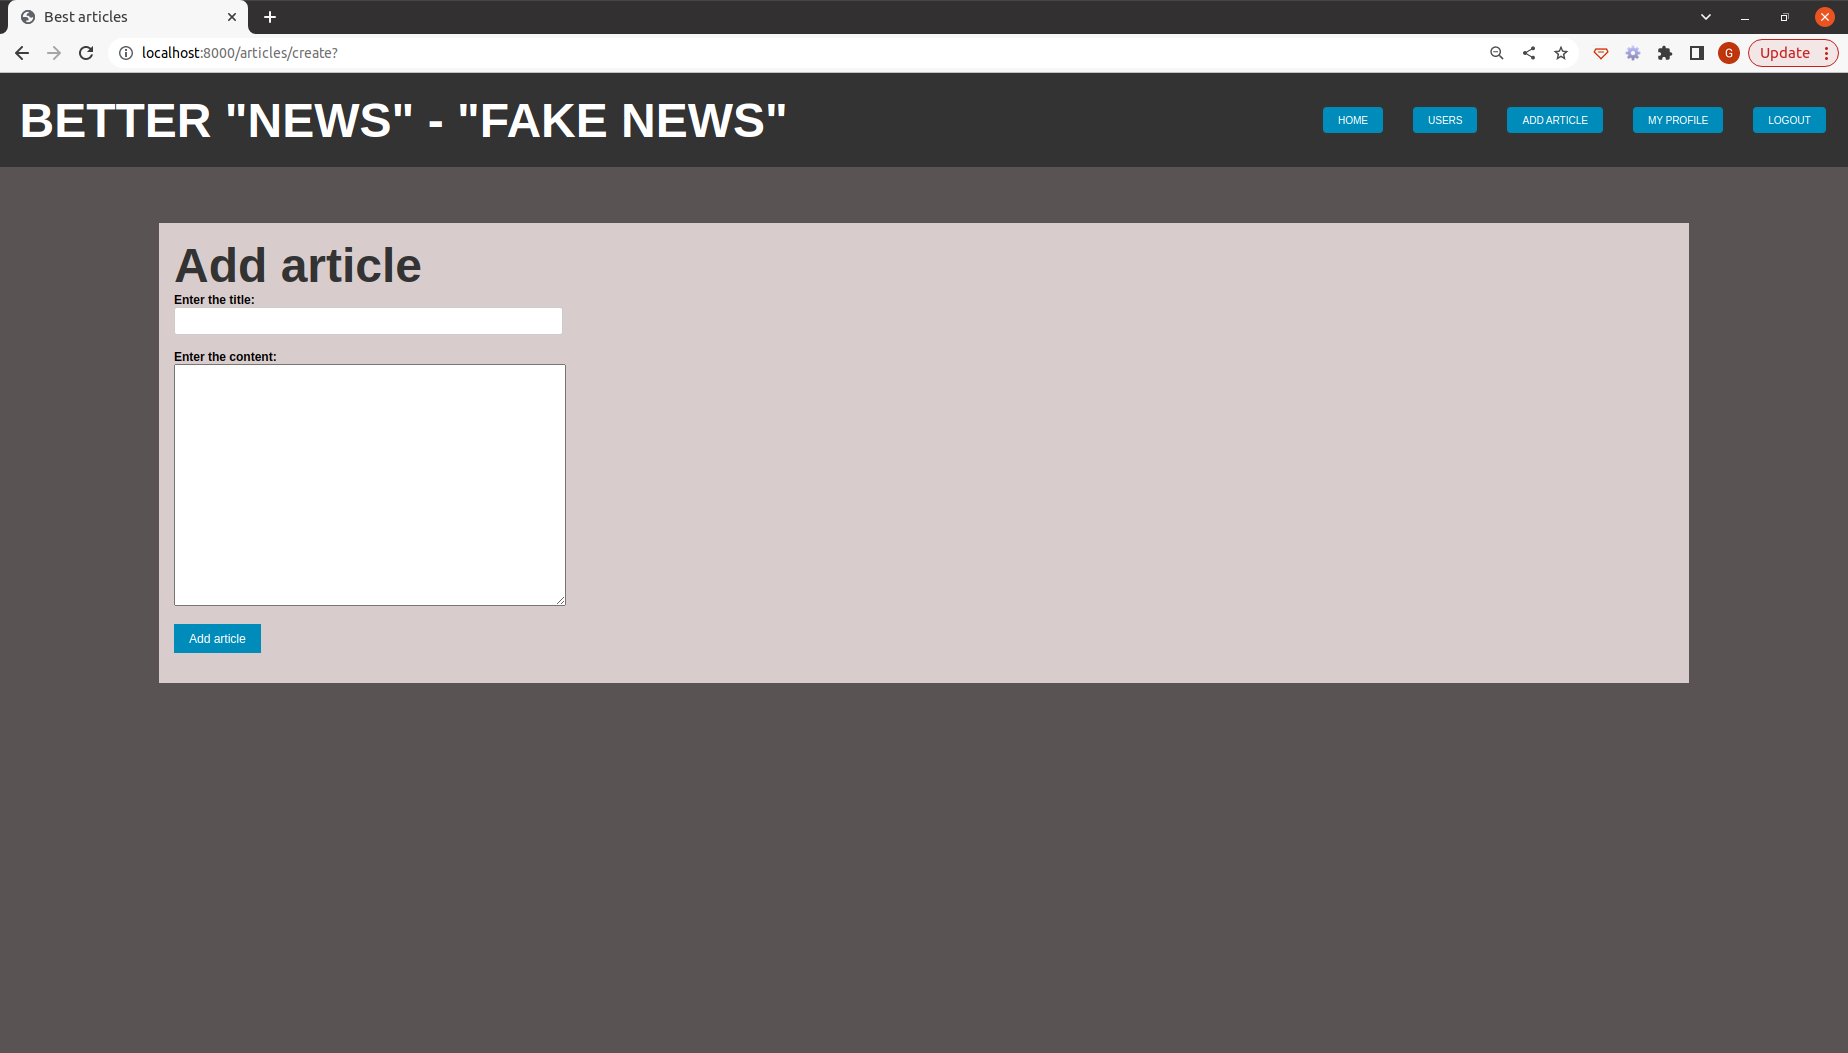 Best articles
localhost:8000/articles/create?
G
Update
BETTER "NEWS" - "FAKE NEWS"
HOME
USERS
ADD ARTICLE
MY PROFILE
LOGOUT
Add article
Enter the title:
Enter the content:
Add article